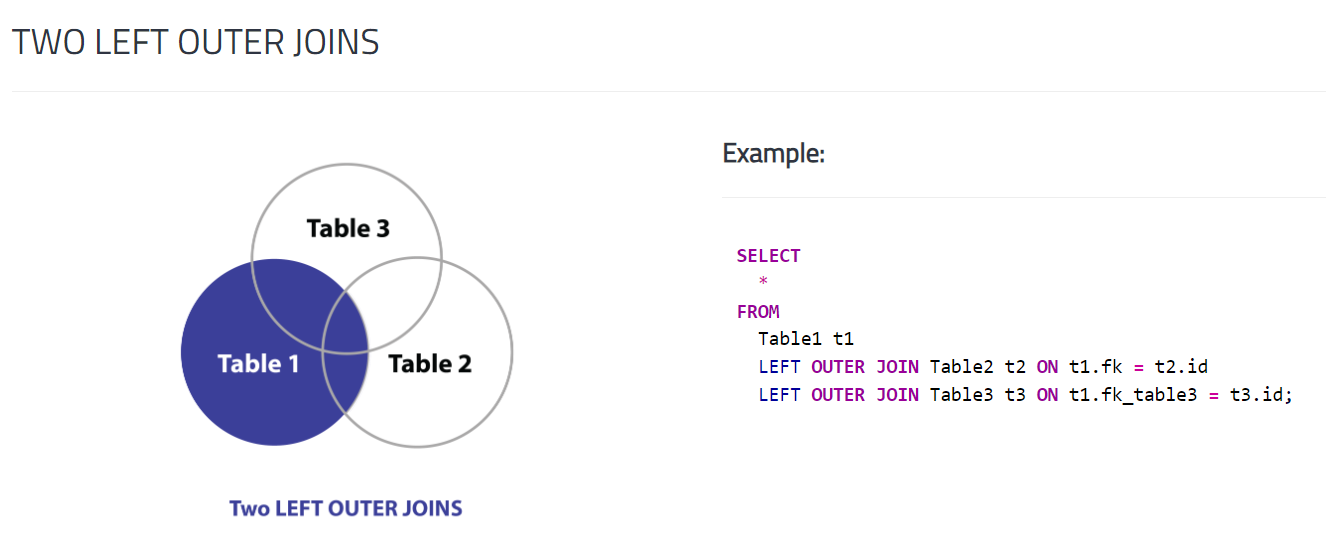 TWO LEFT OUTER JOINS
Table 3
Table 1
Table 2
Two LEFT OUTER JOINS
Example:
SELECT
*
FROM
Table1 t1
LEFT OUTER JOIN Table2 t2 ON t1.fk = t2.id
LEFT OUTER JOIN Table3 t3 ON t1.fk_table3 = t3.id;